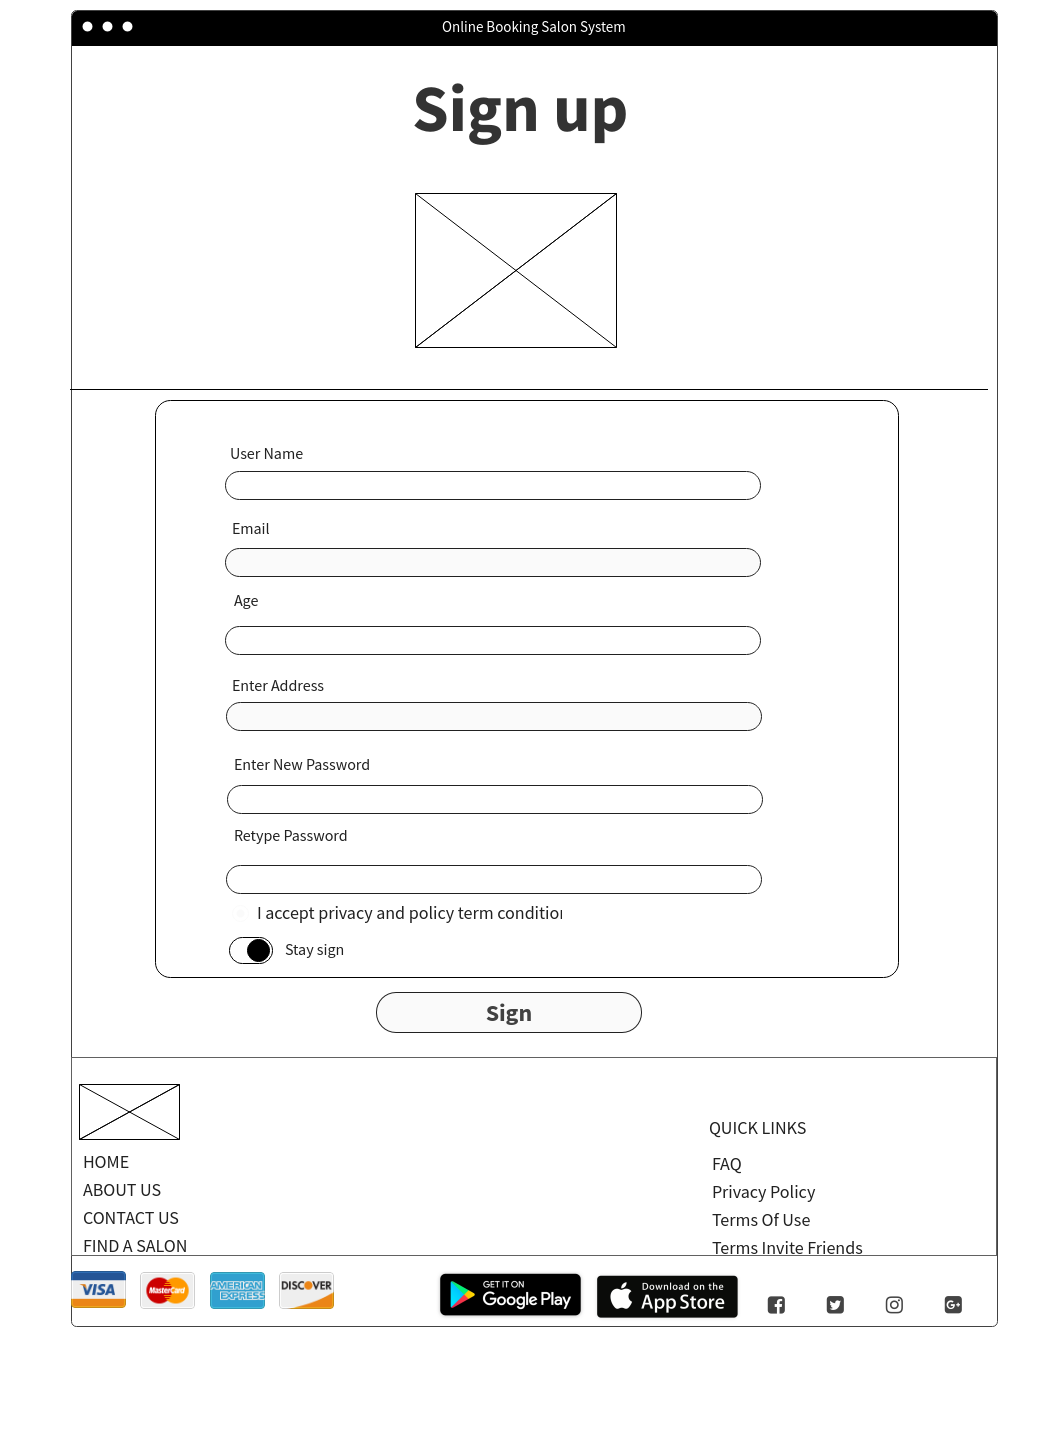 Online Booking Salon System
Sign up
User Name
Email
Age
Enter Address
Enter New Password
Retype Password
I accept privacy and policy term condition
Stay sign
Sign
HOME
ABOUT US
CONTACT US
FIND A SALON
QUICK LINKS
FAQ
Privacy Policy
Terms Of Use
Terms Invite Friends
VISA
MasterCard
AMERICAN
EXPRESS
DISCOVER
GET IT ON
Google Play
Download on the
App Store
G+